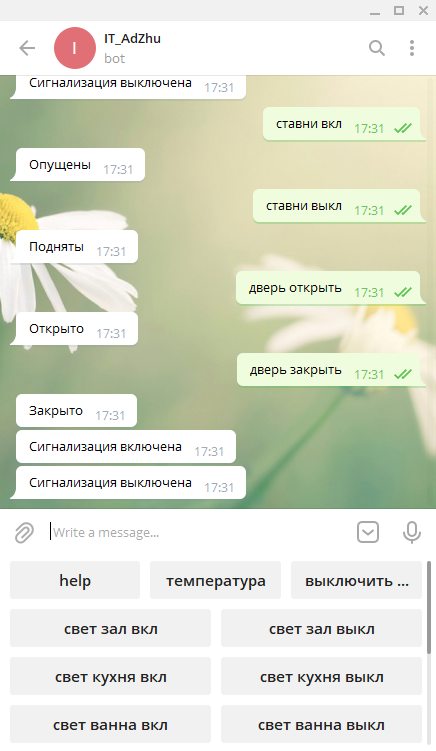 IT_AdZhu
I
bot
Сигнализация выключена 17:31
ставни вкл 17:31
Опущены 17:31
ставни выкл 17:31
Подняты 17:31
дверь открыть 17:31
Открыто 17:31
дверь закрыть 17:31
Закрыто 17:31
Сигнализация включена 17:31
Сигнализация выключена 17:31
Write a message...
help температура выключить ...
свет зал вкл свет зал выкл
свет кухня вкл свет кухня выкл
свет ванна вкл свет ванна выкл